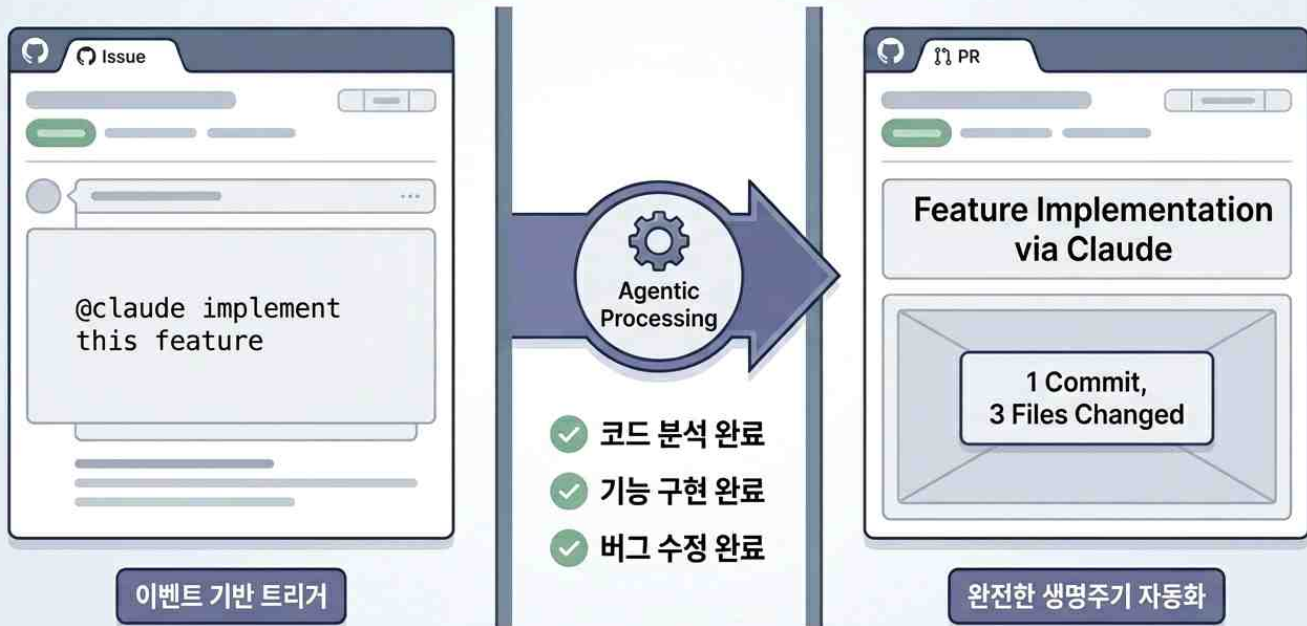 Issue
@claude implement
this feature
이벤트 기반 트리거
Agentic
Processing
코드 분석 완료
기능 구현 완료
버그 수정 완료
PR
Feature Implementation
via Claude
1 Commit,
3 Files Changed
완전한 생명주기 자동화